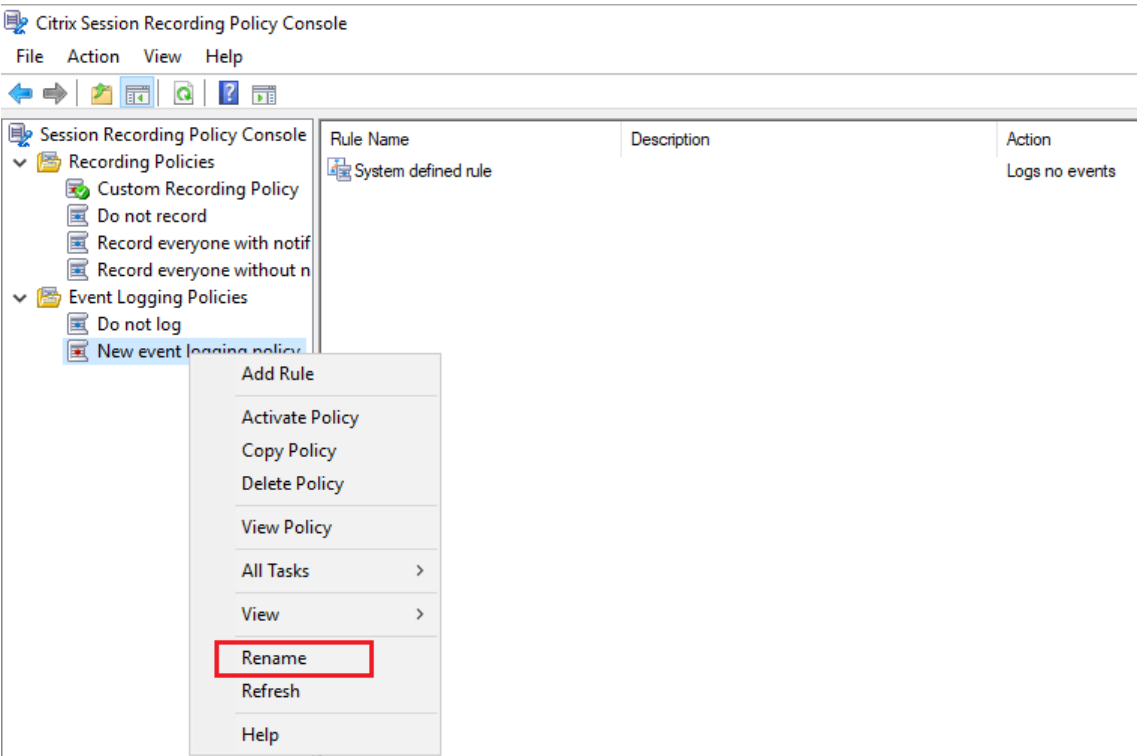 Citrix Session Recording Policy Console
File Action View Help
Session Recording Policy Console
Rule Name Description Action
Recording Policies
System defined rule Logs no events
Custom Recording Policy
Do not record
Record everyone with notif
Record everyone without n
Event Logging Policies
Do not log
New event logging policy
Add Rule
Activate Policy
Copy Policy
Delete Policy
View Policy
All Tasks
View
Rename
Refresh
Help